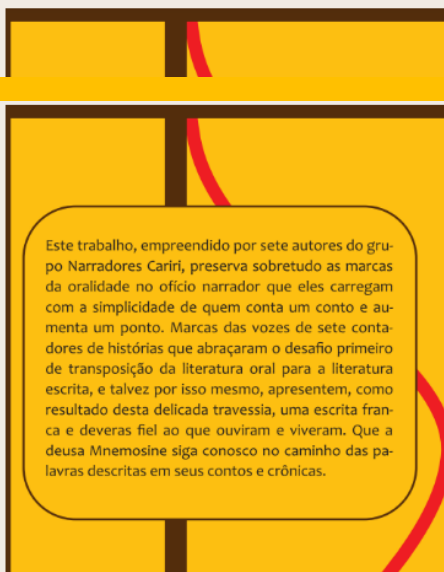 Este trabalho, empreendido por sete autores do gru-
po Narradores Cariri, preserva sobretudo as marcas
da oralidade no ofício narrador que eles carregam
com a simplicidade de quem conta um conto e au-
menta um ponto. Marcas das vozes de sete conta-
dores de histórias que abraçaram o desafio primeiro
de transposição da literatura oral para a literatura
escrita, e talvez por isso mesmo, apresentem, como
resultado desta delicada travessia, uma escrita fran-
ca e deveras fiel ao que ouviram e viveram. Que a
deusa Mnemosine siga conosco no caminho das pa-
lavras descritas em seus contos e crônicas.